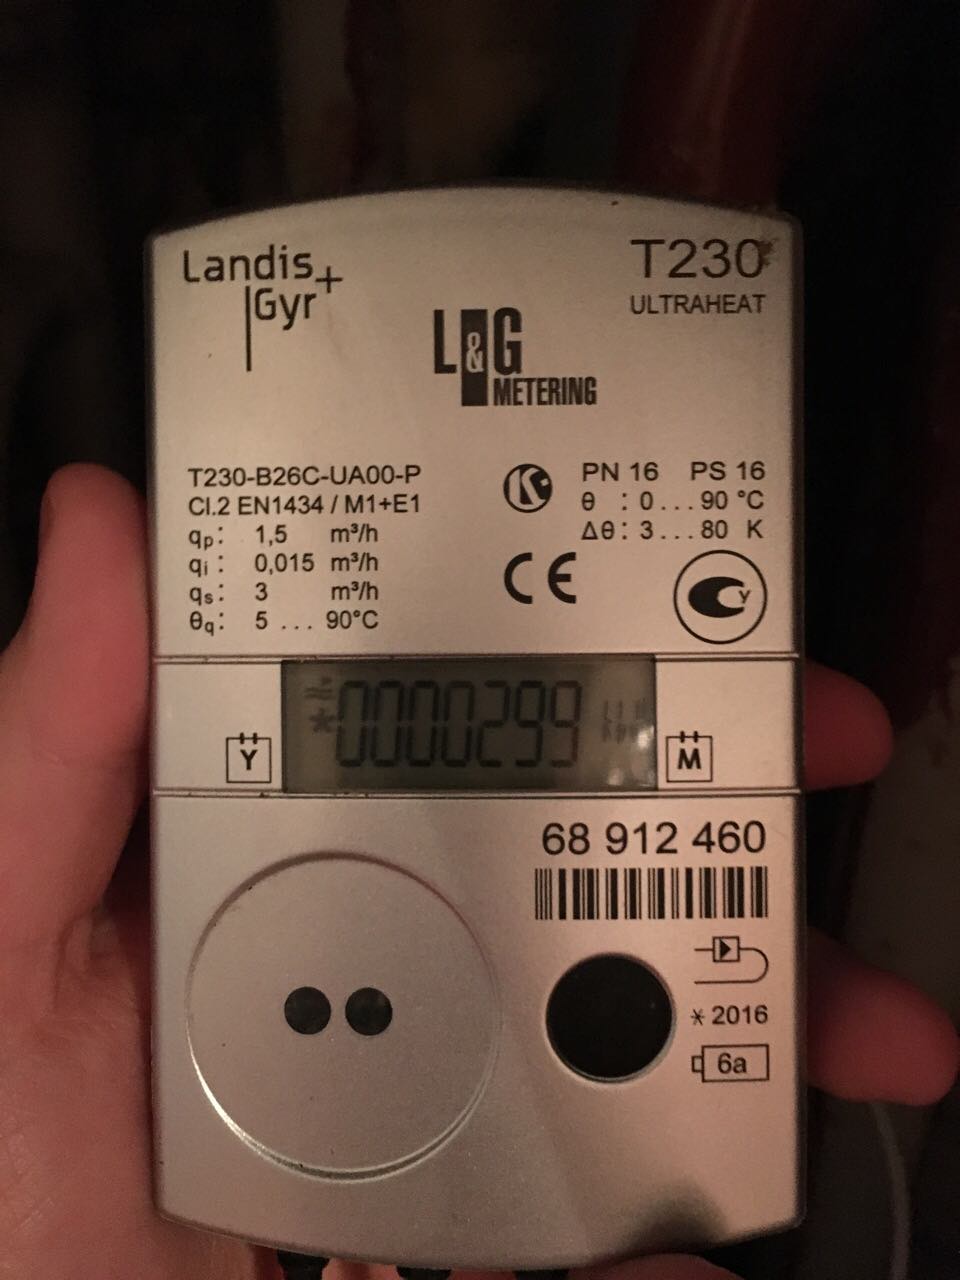 Landis+
Gyr
T230
ULTRAHEAT
L&G
METERING
T230-B26C-UA00-P
Cl.2 EN1434 / M1+E1
qp: 1,5 m³/h
qi: 0,015 m³/h
qs: 3 m³/h
θq: 5 ... 90°C
PN 16 PS 16
θ : 0...90 °C
Δθ: 3...80 K
CE
Y
*0000299
M
68 912 460
* 2016
6a